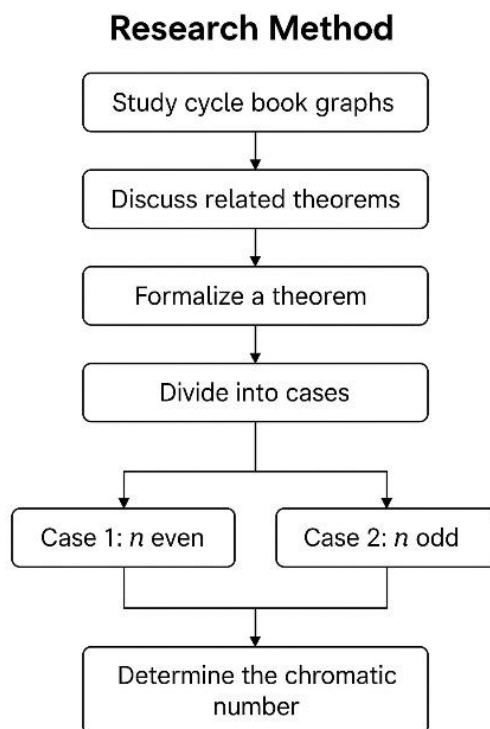 Research Method
Study cycle book graphs
Discuss related theorems
Formalize a theorem
Divide into cases
Case 1: n even
Case 2: n odd
Determine the chromatic
number